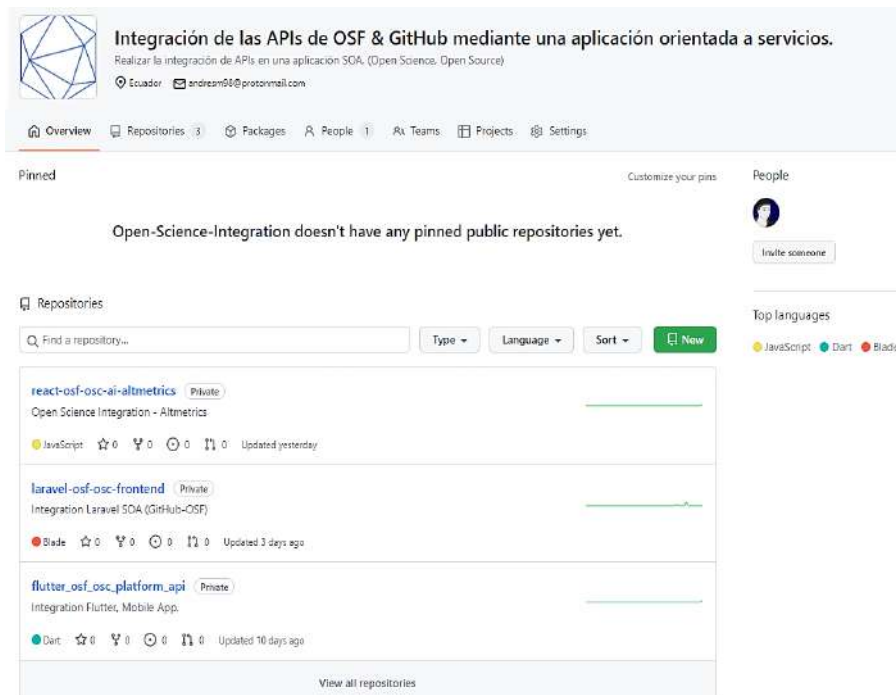 Integración de las APIs de OSF & GitHub mediante una aplicación orientada a servicios.
Realizar la integración de APIs en una aplicación SOA. (Open Science, Open Source)
Ecuador andresm98@protonmail.com
Overview Repositories 3 Packages People 1 Teams Projects Settings
Pinned Customize your pins
Open-Science-Integration doesn't have any pinned public repositories yet.
People
Invite someone
Repositories
Find a repository... Type Language Sort New
Top languages
JavaScript Dart Blade
react-osf-osc-ai-altmetrics Private
Open Science Integration - Altmetrics
JavaScript 0 0 0 0 Updated yesterday
laravel-osf-osc-frontend Private
Integration Laravel SOA (GitHub-OSF)
Blade 0 0 0 0 Updated 3 days ago
flutter_osf_osc_platform_api Private
Integration Flutter, Mobile App.
Dart 0 0 0 0 Updated 10 days ago
View all repositories